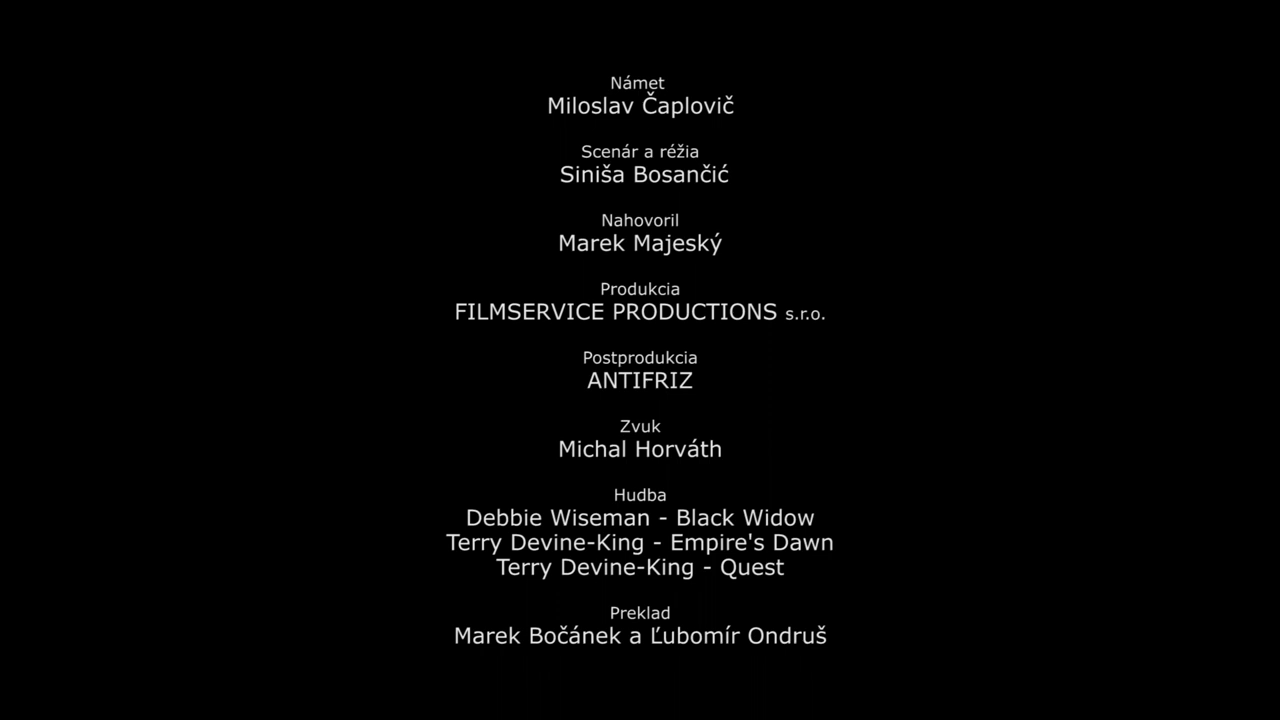 Námet
Miloslav Čaplovič
Scenár a réžia
Siniša Bosančić
Nahovoril
Marek Majeský
Produkcia
FILMSERVICE PRODUCTIONS s.r.o.
Postprodukcia
ANTIFRIZ
Zvuk
Michal Horváth
Hudba
Debbie Wiseman - Black Widow
Terry Devine-King - Empire's Dawn
Terry Devine-King - Quest
Preklad
Marek Bočánek a Ľubomír Ondruš